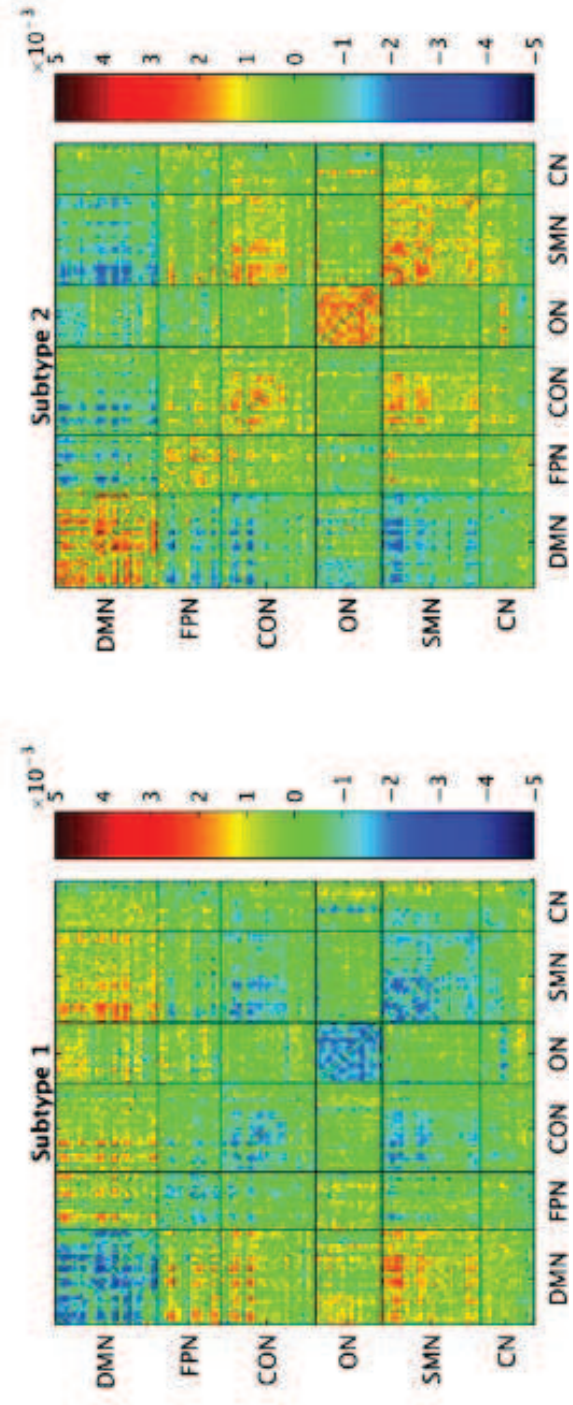 Subtype 1
×10⁻³
DMN
FPN
CON
ON
SMN
CN
DMN FPN CON ON SMN CN
5
4
3
2
1
0
−1
−2
−3
−4
−5
Subtype 2
×10⁻³
DMN
FPN
CON
ON
SMN
CN
DMN FPN CON ON SMN CN
5
4
3
2
1
0
−1
−2
−3
−4
−5